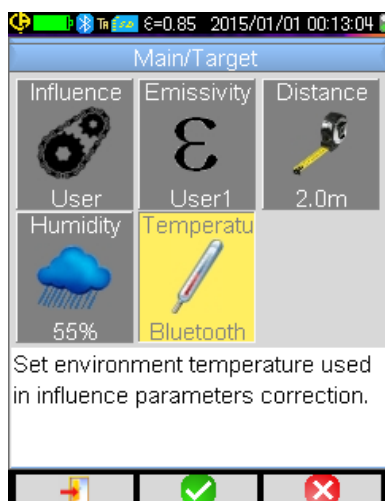 TA ε=0.85 2015/01/01 00:13:04
Main/Target
Influence Emissivity Distance
ε
User User1 2.0m
Humidity Temperatu
55% Bluetooth
Set environment temperature used
in influence parameters correction.